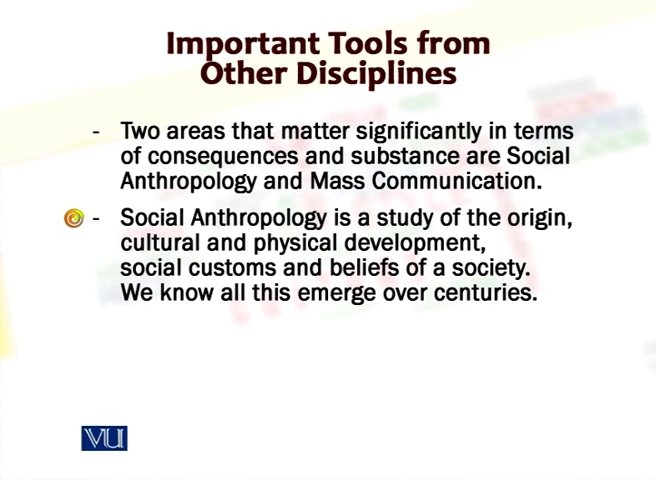 Important Tools from
Other Disciplines
- Two areas that matter significantly in terms
of consequences and substance are Social
Anthropology and Mass Communication.
- Social Anthropology is a study of the origin,
cultural and physical development,
social customs and beliefs of a society.
We know all this emerge over centuries.
VU